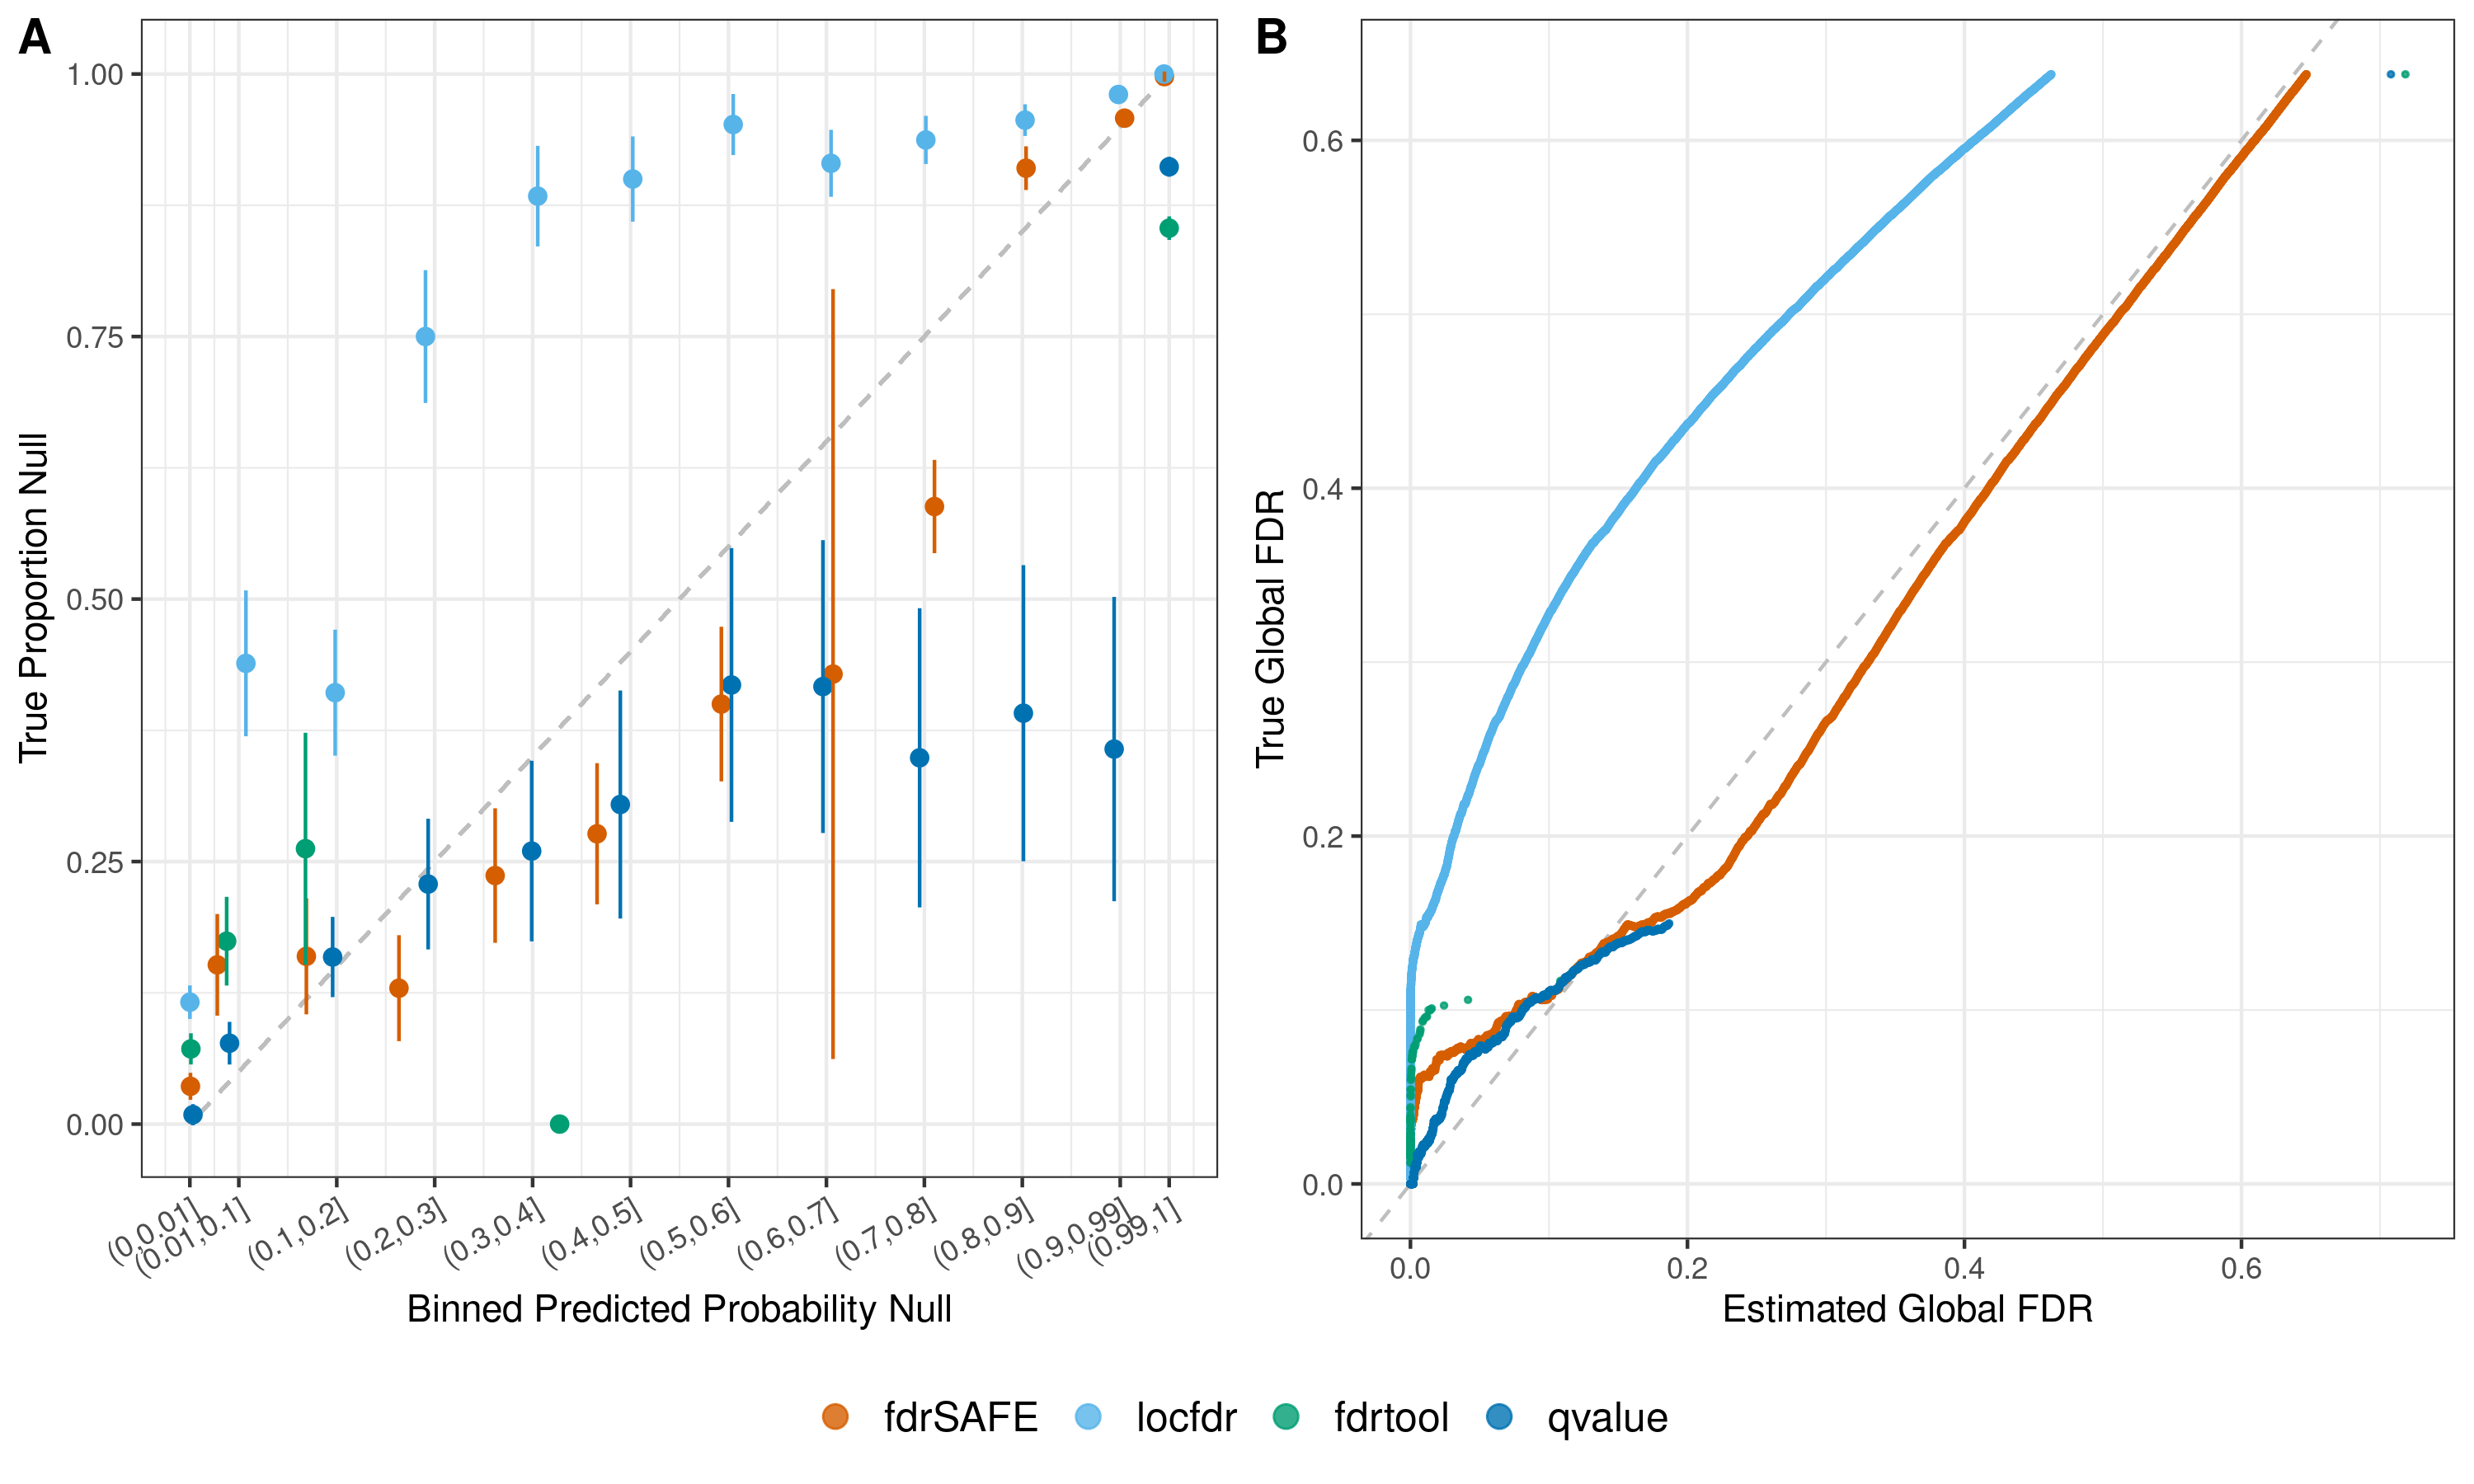 A
B
1.00
0.75
0.50
0.25
0.00
True Proportion Null
(0,0.01]
(0.01,0.1]
(0.1,0.2]
(0.2,0.3]
(0.3,0.4]
(0.4,0.5]
(0.5,0.6]
(0.6,0.7]
(0.7,0.8]
(0.8,0.9]
(0.9,0.99]
(0.99,1]
Binned Predicted Probability Null
0.6
0.4
0.2
0.0
True Global FDR
0.0 0.2 0.4 0.6
Estimated Global FDR
fdrSAFE locfdr fdrtool qvalue